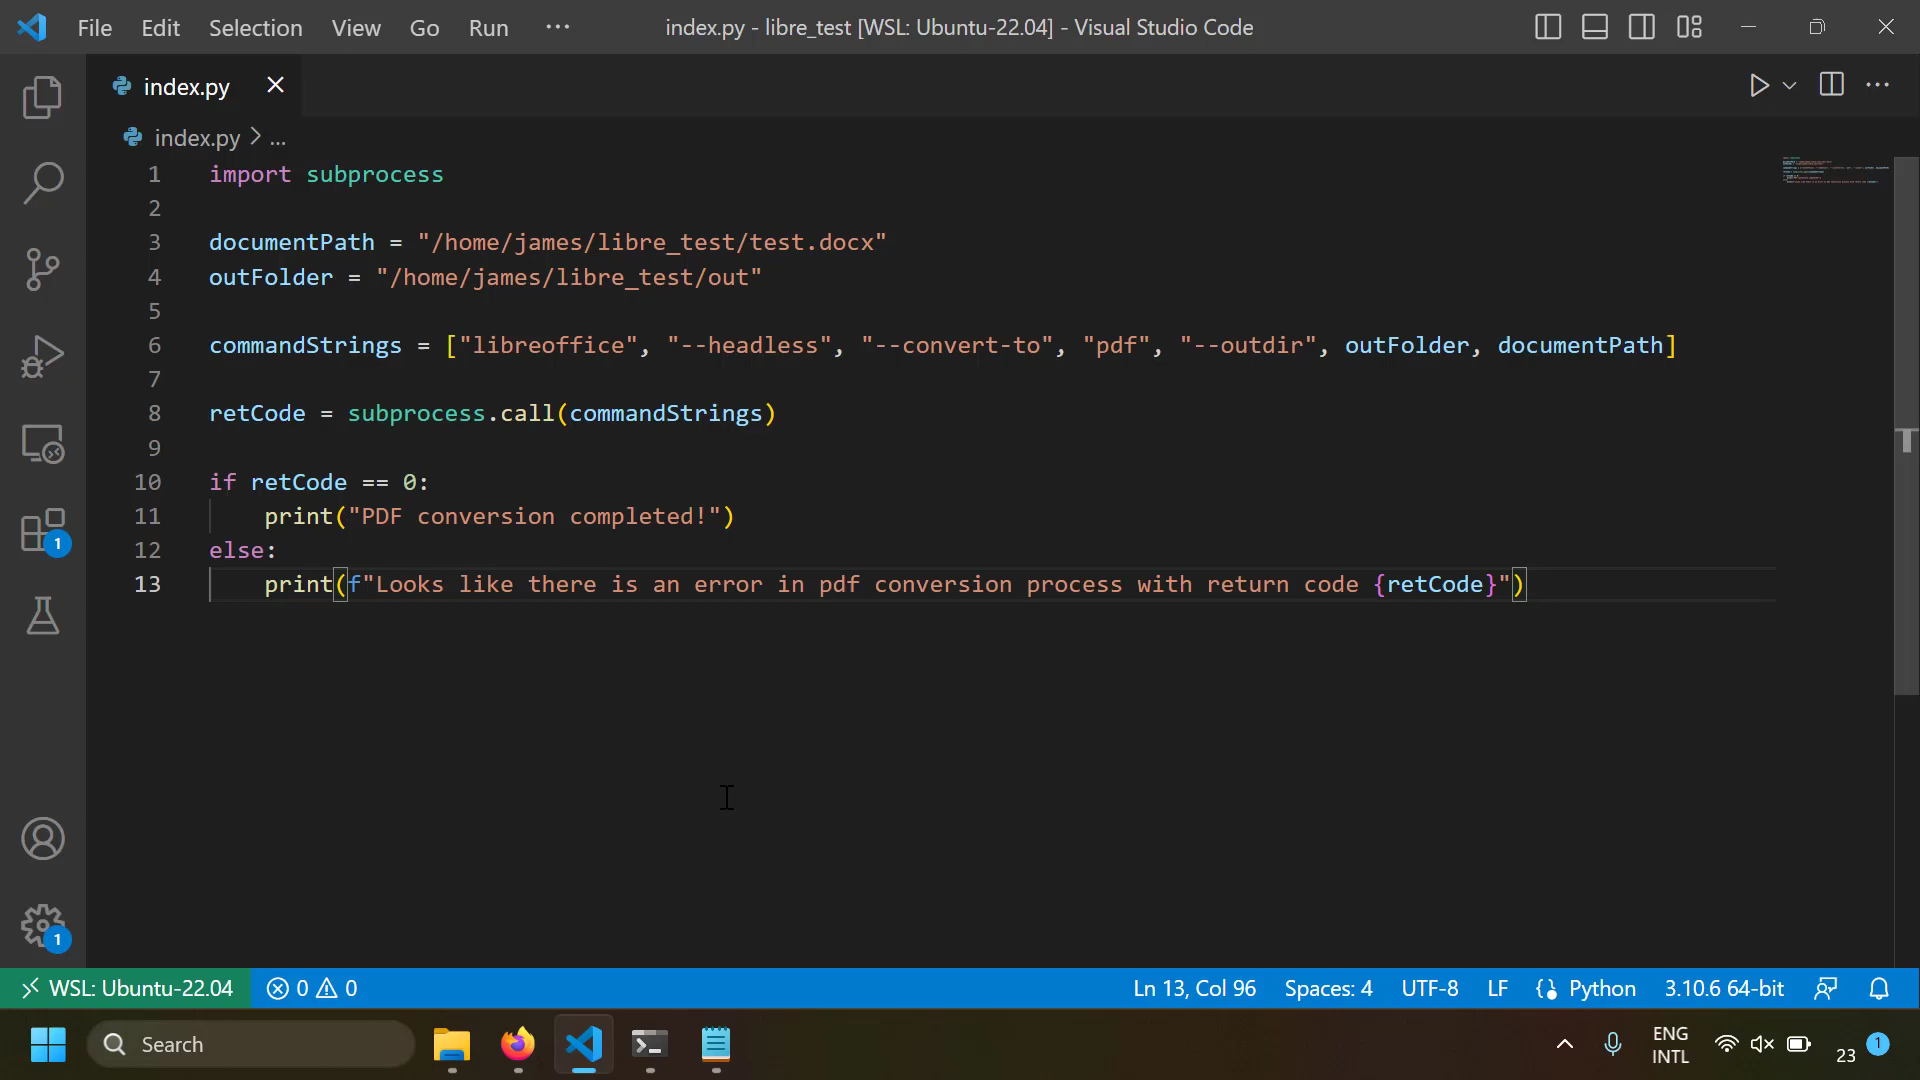 File Edit Selection View Go Run ···
index.py - libre_test [WSL: Ubuntu-22.04] - Visual Studio Code
index.py
index.py > ...
1 import subprocess
2
3 documentPath = "/home/james/libre_test/test.docx"
4 outFolder = "/home/james/libre_test/out"
5
6 commandStrings = ["libreoffice", "--headless", "--convert-to", "pdf", "--outdir", outFolder, documentPath]
7
8 retCode = subprocess.call(commandStrings)
9
10 if retCode == 0:
11     print("PDF conversion completed!")
12 else:
13     print(f"Looks like there is an error in pdf conversion process with return code {retCode}")
1
1
WSL: Ubuntu-22.04 0 0 Ln 13, Col 96 Spaces: 4 UTF-8 LF Python 3.10.6 64-bit
Search
ENG
INTL
23 1